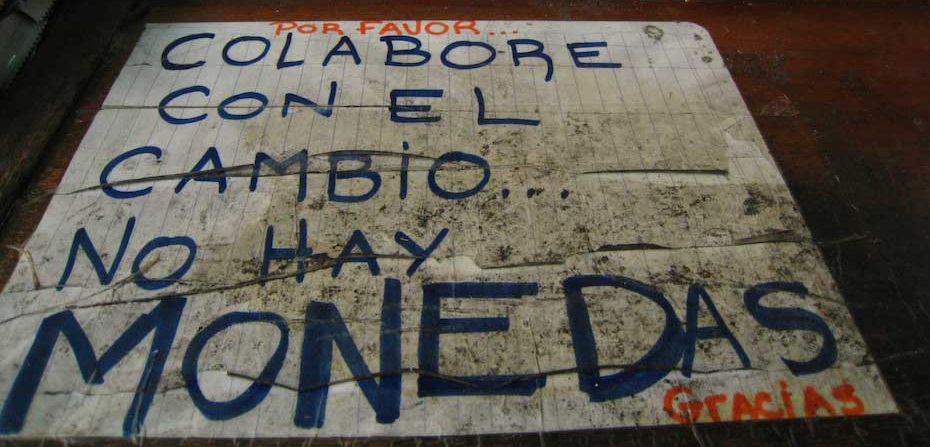 POR FAVOR...
COLABORE
CON EL
CAMBIO...
NO HAY
MONEDAS
GRACIAS